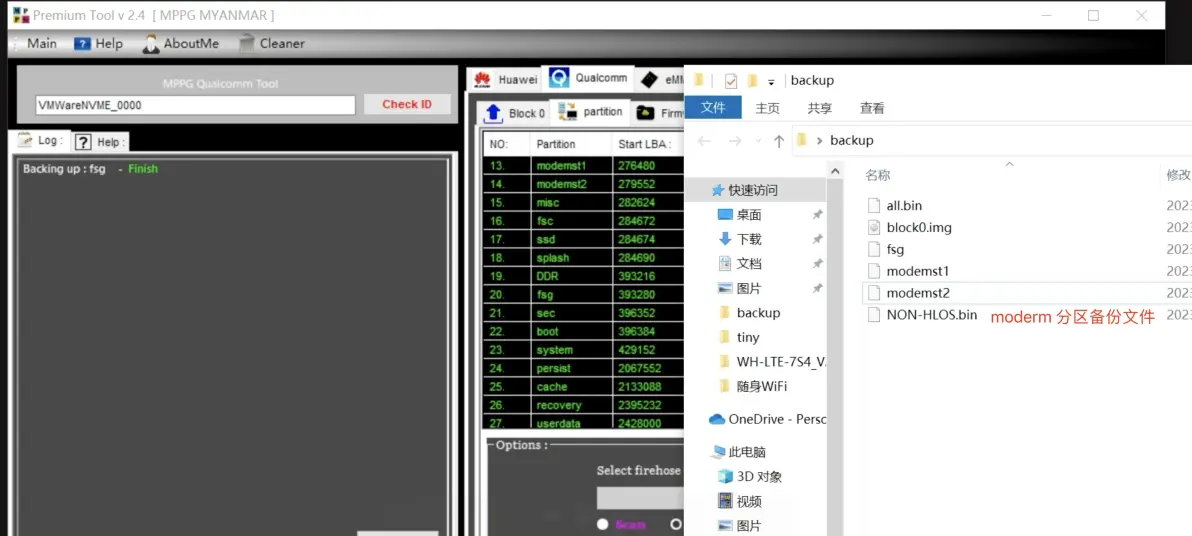 Premium Tool v 2.4 [ MPPG MYANMAR ]
Main Help AboutMe Cleaner
MPPG Qualcomm Tool
VMWareNVME_0000 Check ID
Log : Help :
Backing up : fsg - Finish
Huawei Qualcomm
Block 0 partition
NO: Partition Start LBA :
13. modemst1 276480
14. modemst2 279552
15. misc 282624
16. fsc 284672
17. ssd 284674
18. splash 284690
19. DDR 393216
20. fsg 393280
21. sec 396352
22. boot 396384
23. system 429152
24. persist 2067552
25. cache 2133088
26. recovery 2395232
27. userdata 2428000
Options :
Select firehose
Scan
backup
文件 主页 共享 查看
backup
快速访问
桌面
下载
文档
图片
backup
tiny
WH-LTE-7S4_V
随身WiFi
OneDrive - Persc
此电脑
3D 对象
视频
图片
名称 修改
all.bin 2023
block0.img 2023
fsg 2023
modemst1 2023
modemst2 2023
NON-HLOS.bin moderm 分区备份文件 2023